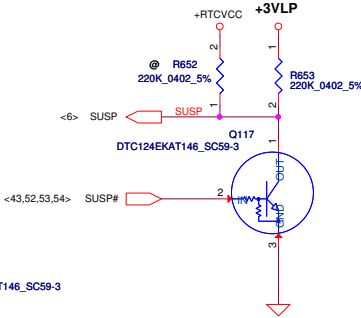 +RTCVCC
+3VLP
2
1
@ R652
220K_0402_5%
R653
220K_0402_5%
1
2
<6> SUSP
SUSP
Q117
DTC124EKAT146_SC59-3
1
OUT
<43,52,53,54> SUSP#
2
IN
GND
3
T146_SC59-3